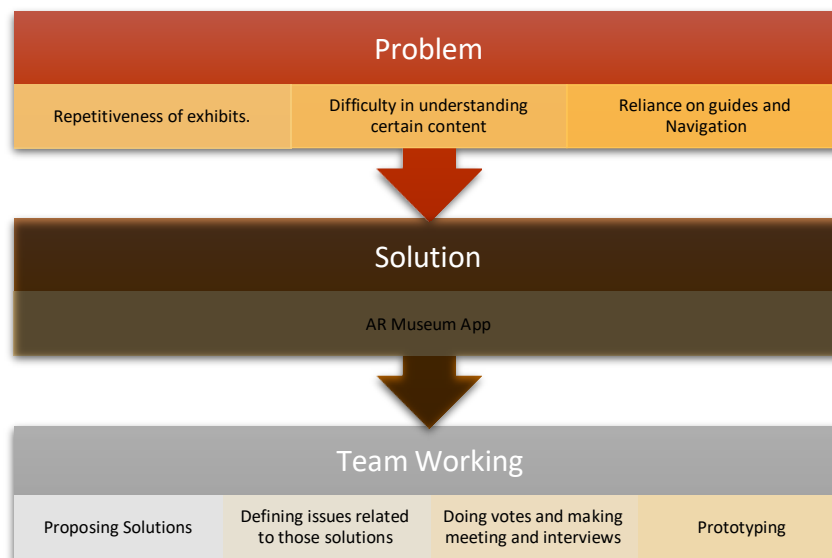 Problem
Repetitiveness of exhibits.
Difficulty in understanding
certain content
Reliance on guides and
Navigation
Solution
AR Museum App
Team Working
Proposing Solutions
Defining issues related
to those solutions
Doing votes and making
meeting and interviews
Prototyping